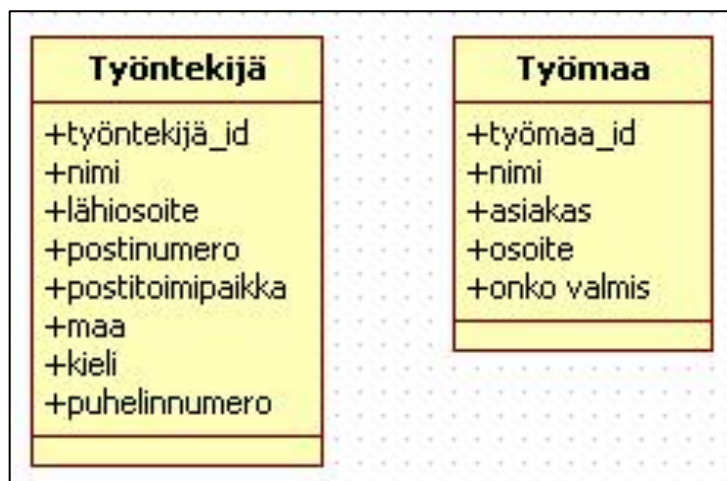 Työntekijä
+työntekijä_id
+nimi
+lähiosoite
+postinumero
+postitoimipaikka
+maa
+kieli
+puhelinnumero
Työmaa
+työmaa_id
+nimi
+asiakas
+osoite
+onko valmis